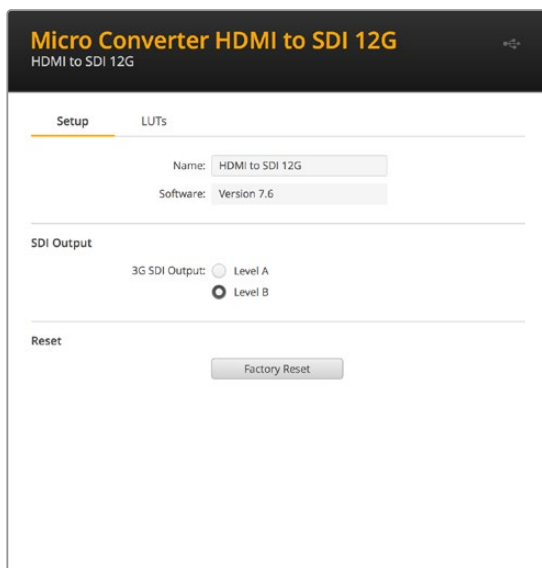 Micro Converter HDMI to SDI 12G
HDMI to SDI 12G
Setup LUTs
Name: HDMI to SDI 12G
Software: Version 7.6
SDI Output
3G SDI Output: Level A
Level B
Reset
Factory Reset